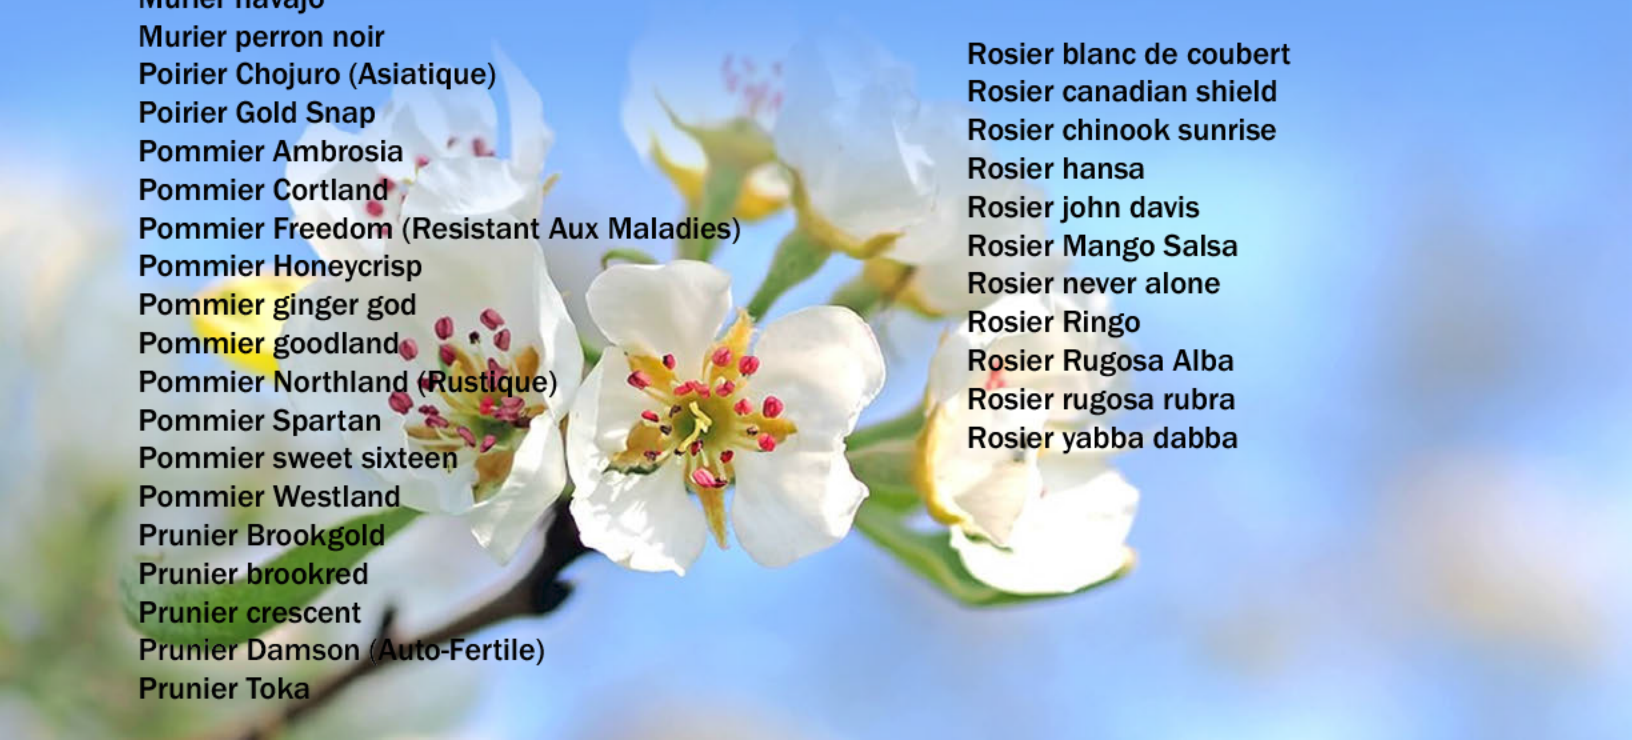 Murier navajo
Murier perron noir
Poirier Chojuro (Asiatique)
Poirier Gold Snap
Pommier Ambrosia
Pommier Cortland
Pommier Freedom (Resistant Aux Maladies)
Pommier Honeycrisp
Pommier ginger god
Pommier goodland
Pommier Northland (Rustique)
Pommier Spartan
Pommier sweet sixteen
Pommier Westland
Prunier Brookgold
Prunier brookred
Prunier crescent
Prunier Damson (Auto-Fertile)
Prunier Toka
Rosier blanc de coubert
Rosier canadian shield
Rosier chinook sunrise
Rosier hansa
Rosier john davis
Rosier Mango Salsa
Rosier never alone
Rosier Ringo
Rosier Rugosa Alba
Rosier rugosa rubra
Rosier yabba dabba